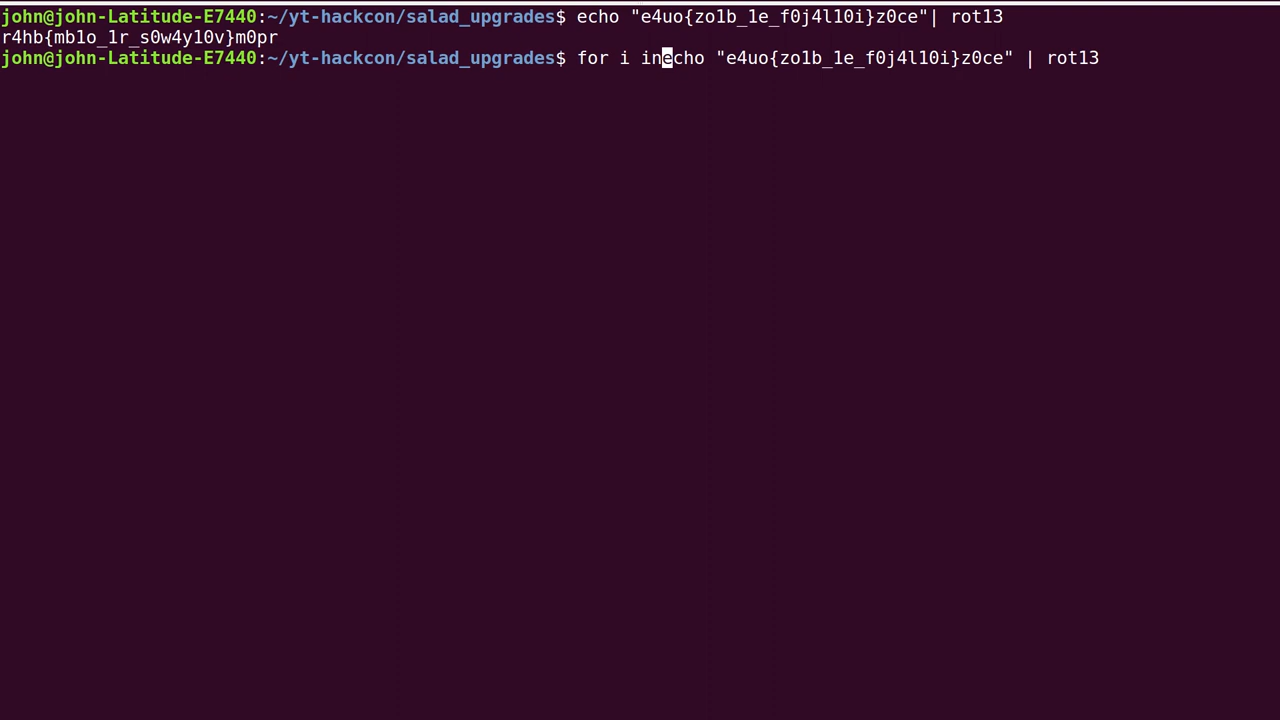 john@john-Latitude-E7440:~/yt-hackcon/salad_upgrades$ echo "e4uo{zo1b_1e_f0j4l10i}z0ce"| rot13
r4hb{mb1o_1r_s0w4y10v}m0pr
john@john-Latitude-E7440:~/yt-hackcon/salad_upgrades$ for i inecho "e4uo{zo1b_1e_f0j4l10i}z0ce" | rot13